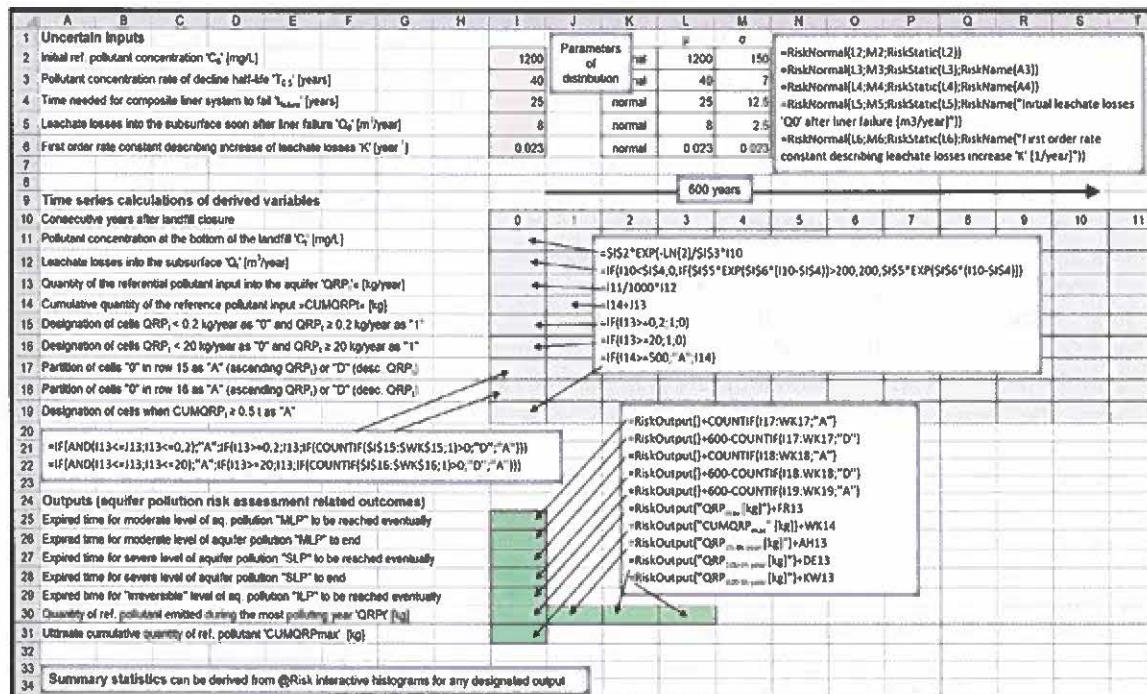 A B C D E F G H I J K L M N O P Q R S T
1 Uncertain Inputs μ σ
2 Initial ref. pollutant concentration 'C₀' [mg/L] 1200 1200 150
3 Pollutant concentration rate of decline half-life 'T₀.₅' [years] 40 40 7
4 Time needed for composite liner system to fail [years] 25 normal 25 12.5
5 Leachate losses into the subsurface soon after liner failure 'Q₀' [m³/year] 8 normal 8 2.5
6 First order rate constant describing increase of leachate losses 'K' [year⁻¹] 0.023 normal 0.023 0.023
Parameters
of
distribution
=RiskNormal(L2;M2;RiskStatic(L2))
=RiskNormal(L3;M3;RiskStatic(L3);RiskName(A3))
=RiskNormal(L4;M4;RiskStatic(L4);RiskName(A4))
=RiskNormal(L5;M5;RiskStatic(L5);RiskName("Intiual leachate losses
'Q0' after liner failure [m3/year]"))
=RiskNormal(L6;M6;RiskStatic(L6);RiskName("First order rate
constant describing leachate losses increase 'K' [1/year]"))
7
8
600 years
9 Time series calculations of derived variables
10 Consecutive years after landfill closure 0 1 2 3 4 5 6 7 8 9 10 11
11 Pollutant concentration at the bottom of the landfill 'Cₜ' [mg/L]
12 Leachate losses into the subsurface 'Qₜ' [m³/year]
13 Quantity of the referential pollutant input into the aquifer 'QRPₜ'« [kg/year]
14 Cumulative quantity of the reference pollutant input »CUMQRPt« [kg]
15 Designation of cells QRPₜ < 0.2 kg/year as "0" and QRPₜ ≥ 0.2 kg/year as "1"
16 Designation of cells QRPₜ < 20 kg/year as "0" and QRPₜ ≥ 20 kg/year as "1"
17 Partition of cells "0" in row 15 as "A" (ascending QRPₜ) or "D" (desc. QRPₜ)
18 Partition of cells "0" in row 16 as "A" (ascending QRPₜ) or "D" (desc. QRPₜ)
19 Designation of cells when CUMQRPₜ ≥ 0.5 t as "A"
=$I$2*EXP(-LN(2)/$I$3*I10
=IF(I10<$I$4,0,IF($I$5*EXP($I$6*(I10-$I$4))>200,200,$I$5*EXP($I$6*(I10-$I$4)))
=I11/1000*I12
=I14+J13
=IF(I13>=0,2;1;0)
=IF(I13>=20;1,0)
=IF(I14>=500,"A";I14)
20
21
22
23
=IF(AND(I13<=J13;I13<=0,2);"A";IF(I13>=0,2;I13;IF(COUNTIF($I$15:$WK$15;1)>0;"D";"A")))
=IF(AND(I13<=J13;I13<=20);"A";IF(I13>=20;I13;IF(COUNTIF($I$16:$WK$16;1)>0;"D";"A")))
=RiskOutput()+COUNTIF(I17:WK17;"A")
=RiskOutput()+600-COUNTIF(I17:WK17;"D")
=RiskOutput()+COUNTIF(I18:WK18;"A")
=RiskOutput()+600-COUNTIF(I18.WK18;"D")
=RiskOutput()+600-COUNTIF(I19.WK19;"A")
=RiskOutput("QRP [kg]")+FR13
=RiskOutput("CUMQRP [kg]")+WK14
=RiskOutput("QRP [kg]")+AH13
=RiskOutput("QRP [kg]")+DE13
=RiskOutput("QRP [kg]")+KW13
24 Outputs (aquifer pollution risk assessment related outcomes)
25 Expired time for moderate level of aq. pollution "MLP" to be reached eventually
26 Expired time for moderate level of aquifer pollution "MLP" to end
27 Expired time for severe level of aquifer pollution "SLP" to be reached eventually
28 Expired time for severe level of aquifer pollution "SLP" to end
29 Expired time for "irreversible" level of aq. pollution "ILP" to be reached eventually
30 Quantity of ref. pollutant emitted during the most polluting year 'QRPt' [kg]
31 Ultimate cumulative quantity of ref. pollutant 'CUMQRPmax' [kg]
32
33
34 Summary statistics can be derived from @Risk interactive histograms for any designated output